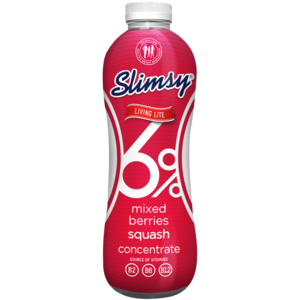 Slimsy
LIVING LITE
6%
mixed
berries
squash
concentrate
SOURCE OF VITAMINS
B2 B6 B12